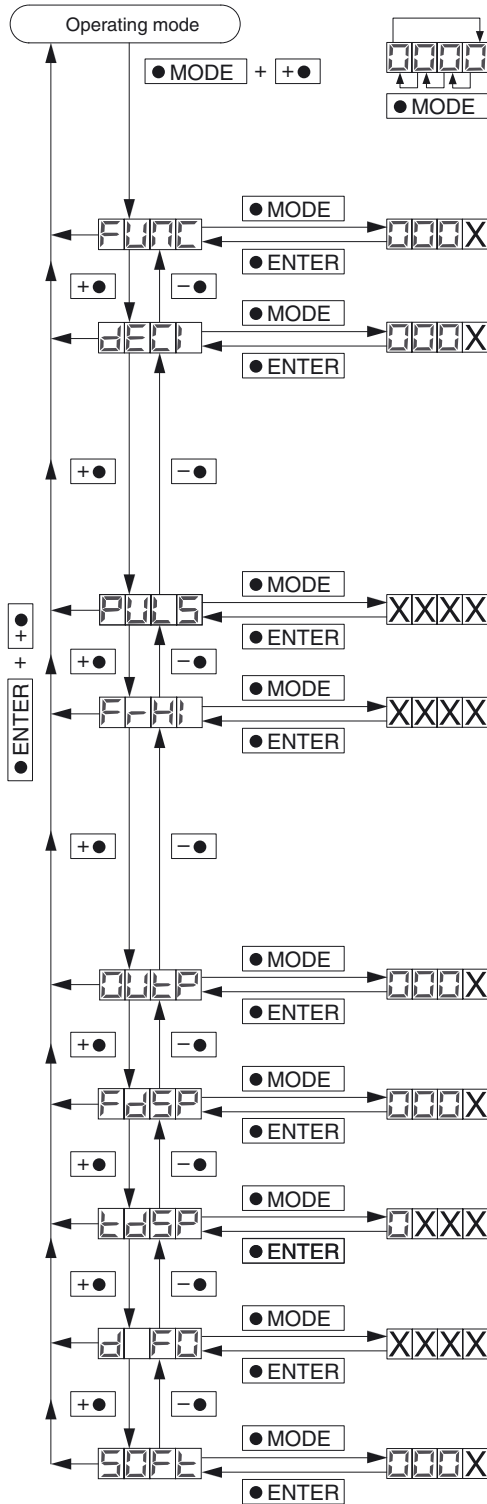 Operating mode
● MODE + +●
0000
● MODE
FUNC ● MODE 000X
● ENTER
+● −●
dECI ● MODE 000X
● ENTER
+● −●
PULS ● MODE XXXX
● ENTER
+● −●
FrHI ● MODE XXXX
● ENTER
● ENTER + +●
+● −●
OUtP ● MODE 000X
● ENTER
+● −●
FdSP ● MODE 000X
● ENTER
+● −●
tdSP ● MODE 0XXX
● ENTER
+● −●
d FO ● MODE XXXX
● ENTER
+● −●
SOFt ● MODE 000X
● ENTER